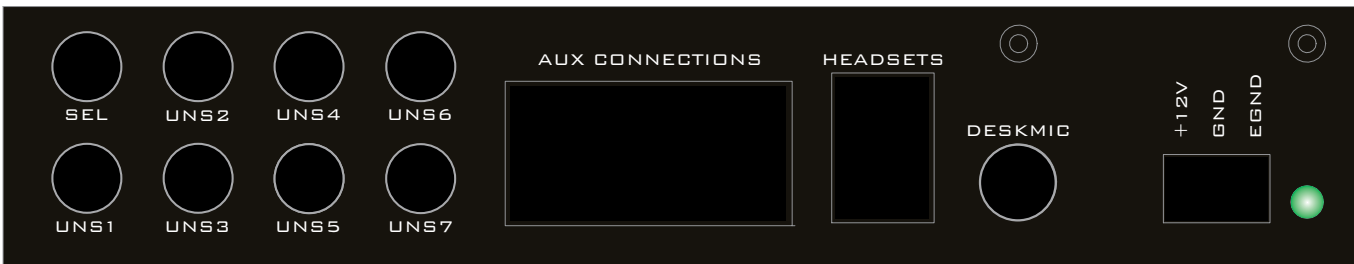 AUX CONNECTIONS
HEADSETS
SEL UNS2 UNS4 UNS6
DESKMIC
+12V
GND
EGND
UNS1 UNS3 UNS5 UNS7